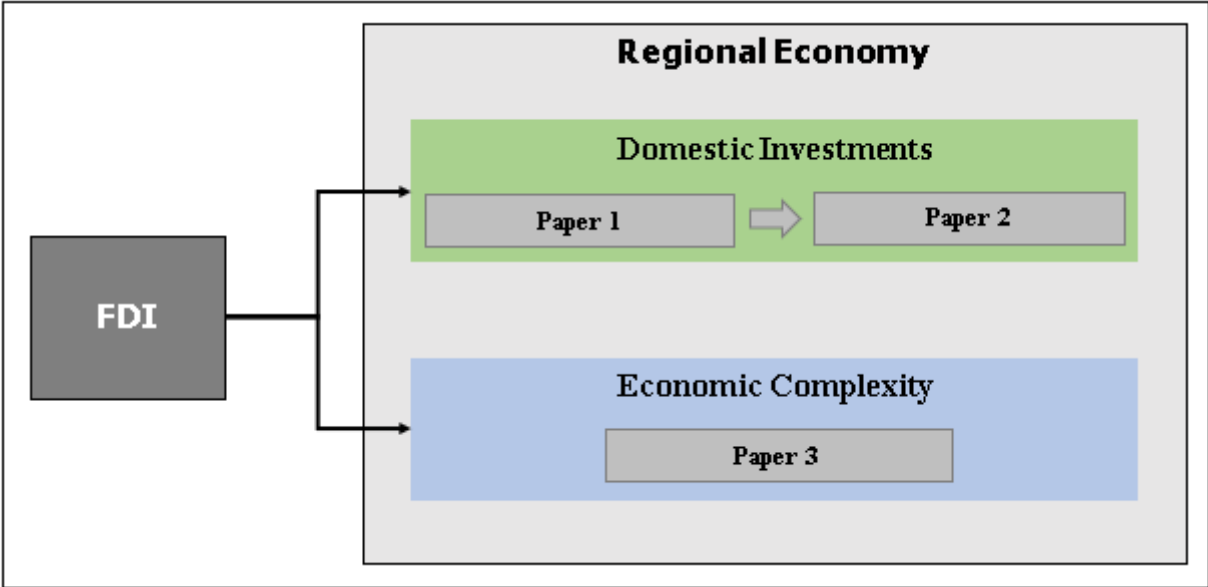 Regional Economy
Domestic Investments
Paper 1
Paper 2
FDI
Economic Complexity
Paper 3